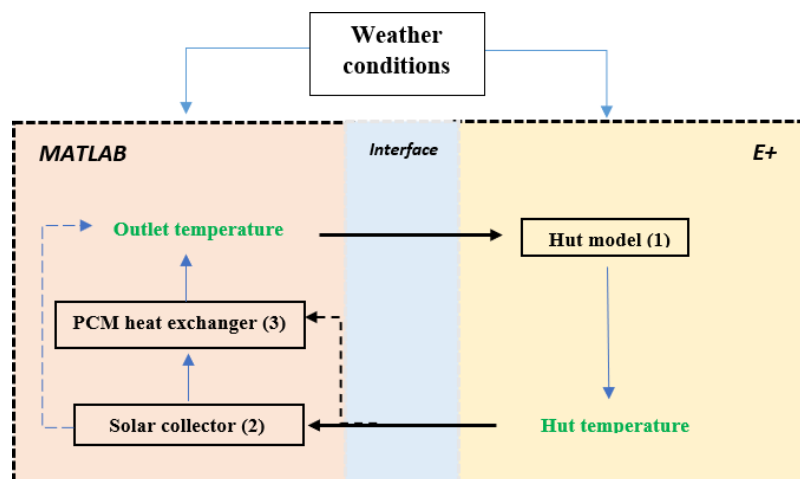 Weather
conditions
MATLAB
Interface
E+
Outlet temperature
Hut model (1)
PCM heat exchanger (3)
Solar collector (2)
Hut temperature